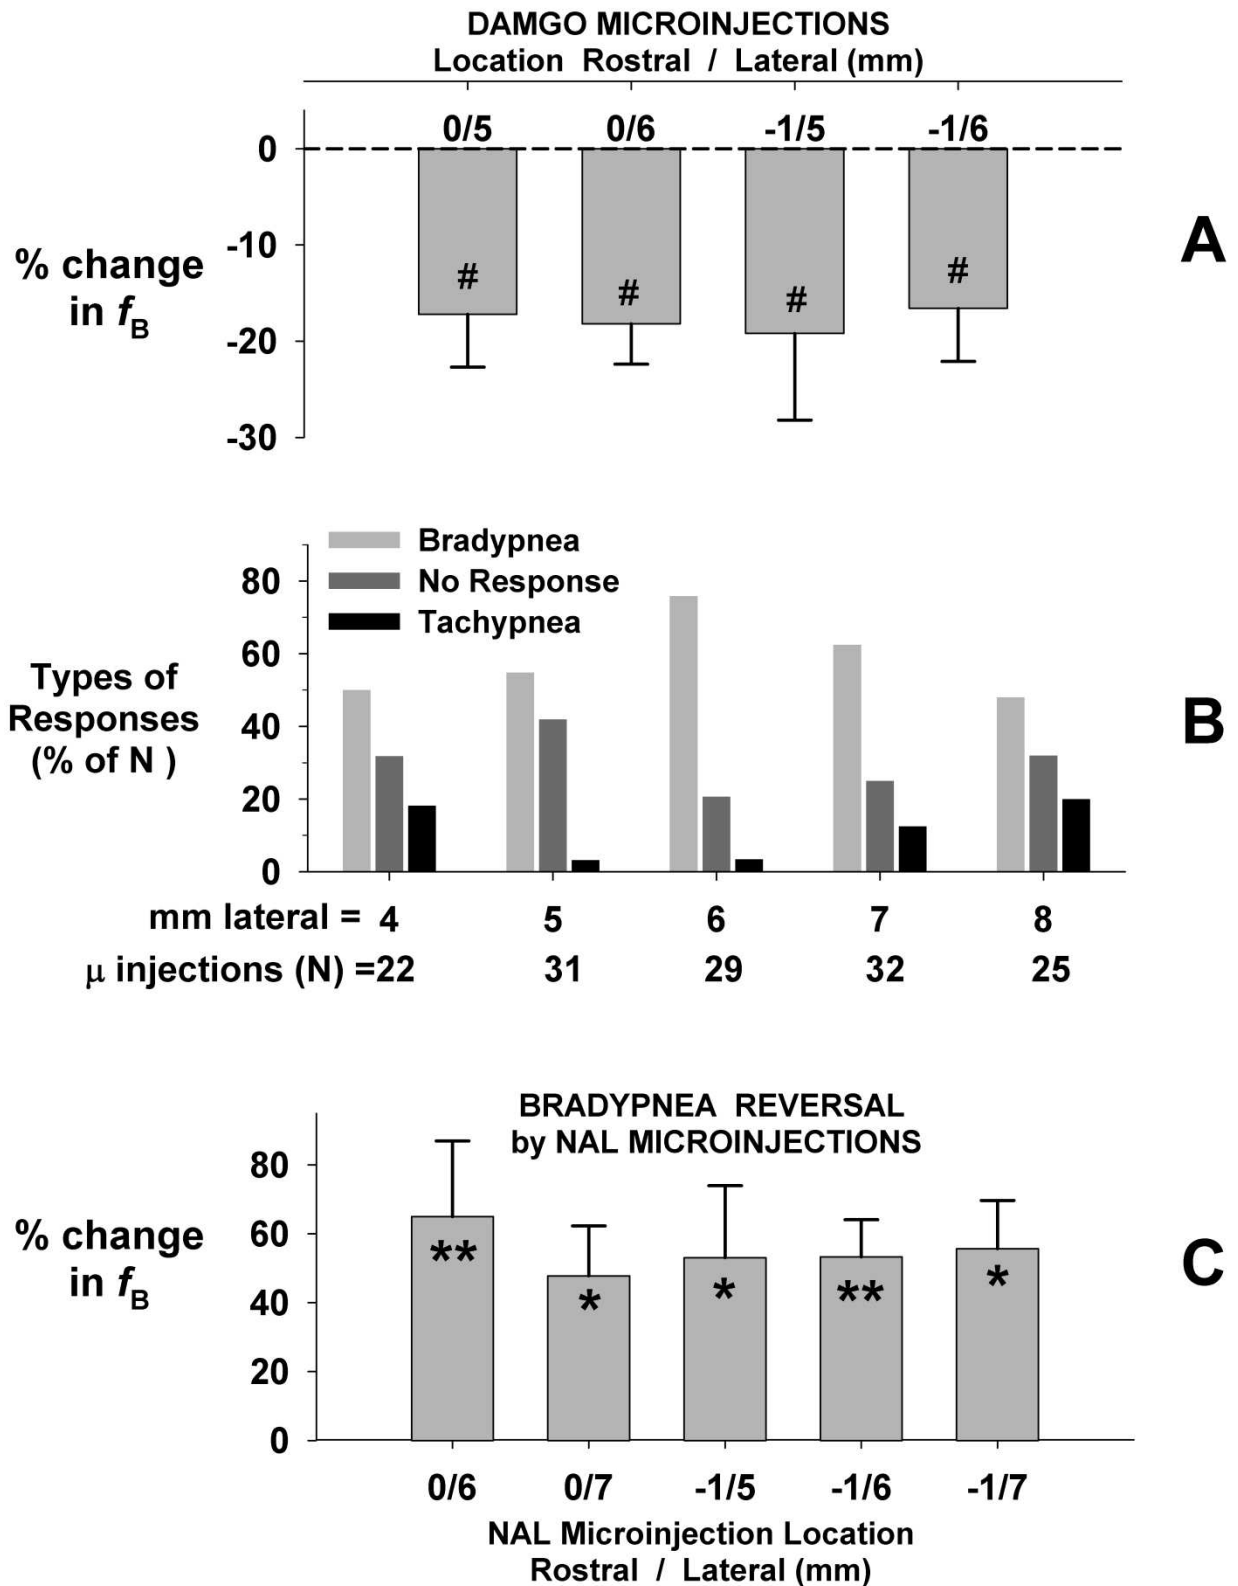 DAMGO MICROINJECTIONS
Location Rostral / Lateral (mm)
0/5 0/6 -1/5 -1/6
0
-10
-20
-30
% change
in fB
# # # #
A
Bradypnea
No Response
Tachypnea
80
60
40
20
0
Types of
Responses
(% of N )
B
mm lateral = 4 5 6 7 8
μ injections (N) =22 31 29 32 25
BRADYPNEA REVERSAL
by NAL MICROINJECTIONS
80
60
40
20
0
% change
in fB
** * * ** *
C
0/6 0/7 -1/5 -1/6 -1/7
NAL Microinjection Location
Rostral / Lateral (mm)